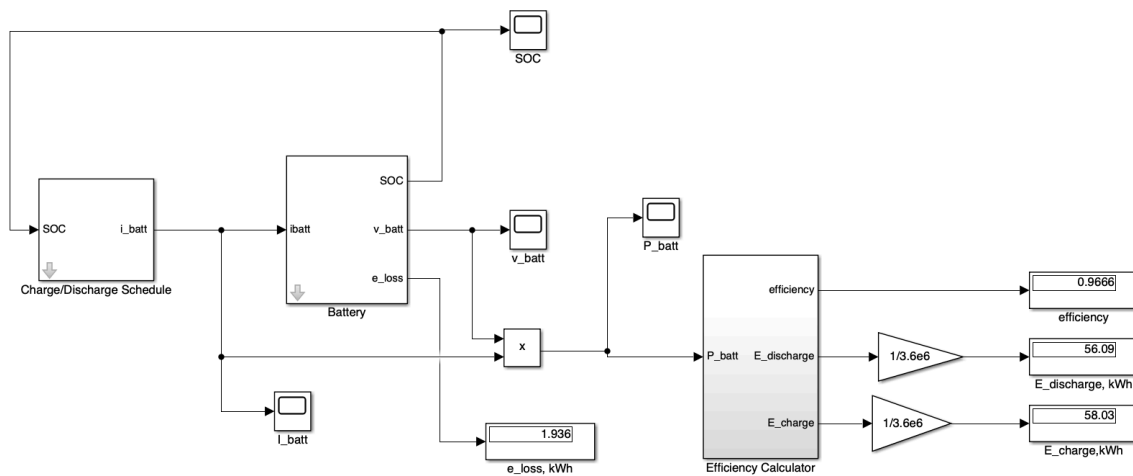 SOC
SOC
i_batt
Charge/Discharge Schedule
ibatt
SOC
v_batt
e_loss
Battery
v_batt
P_batt
x
I_batt
1.936
e_loss, kWh
P_batt
efficiency
E_discharge
E_charge
Efficiency Calculator
1/3.6e6
1/3.6e6
0.9666
efficiency
56.09
E_discharge, kWh
58.03
E_charge,kWh